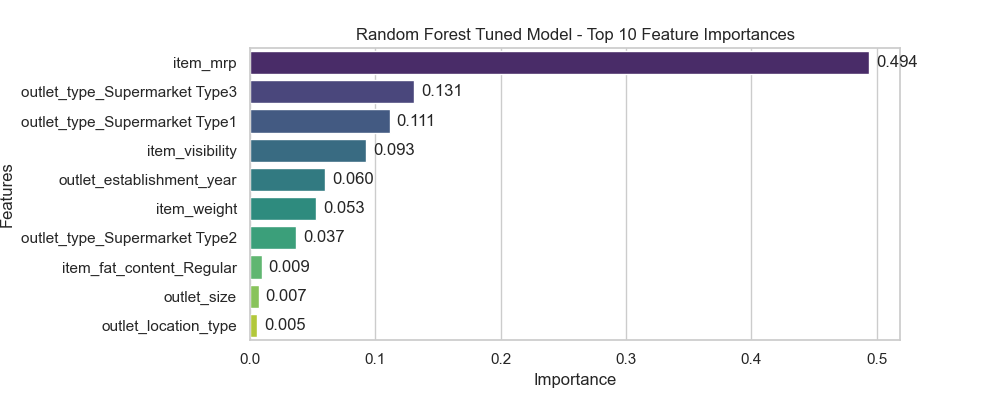 Random Forest Tuned Model - Top 10 Feature Importances
Features
item_mrp 0.494
outlet_type_Supermarket Type3 0.131
outlet_type_Supermarket Type1 0.111
item_visibility 0.093
outlet_establishment_year 0.060
item_weight 0.053
outlet_type_Supermarket Type2 0.037
item_fat_content_Regular 0.009
outlet_size 0.007
outlet_location_type 0.005
0.0 0.1 0.2 0.3 0.4 0.5
Importance